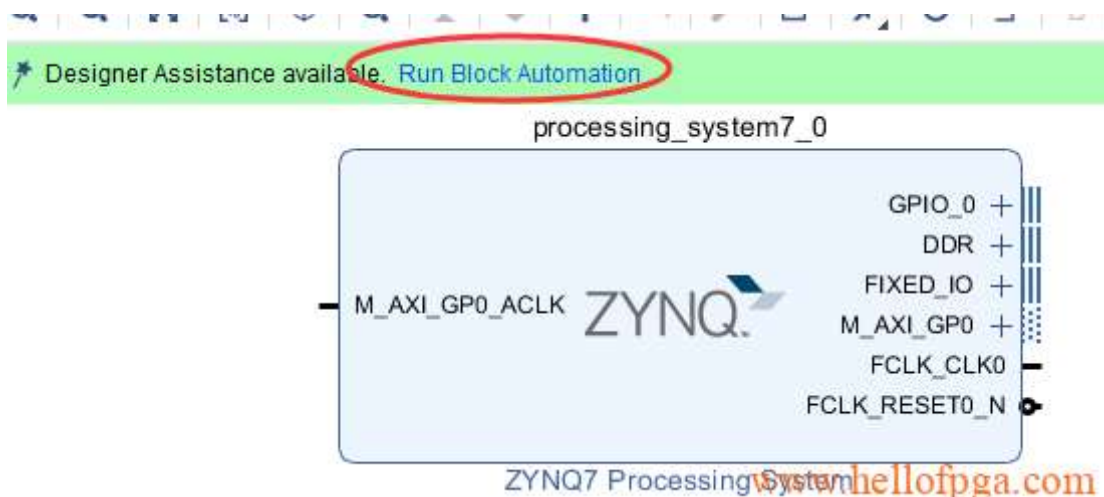 Designer Assistance available. Run Block Automation
processing_system7_0
GPIO_0
DDR
FIXED_IO
M_AXI_GP0_ACLK
ZYNQ.
M_AXI_GP0
FCLK_CLK0
FCLK_RESET0_N
ZYNQ7 Processing System
www.hellofpga.com